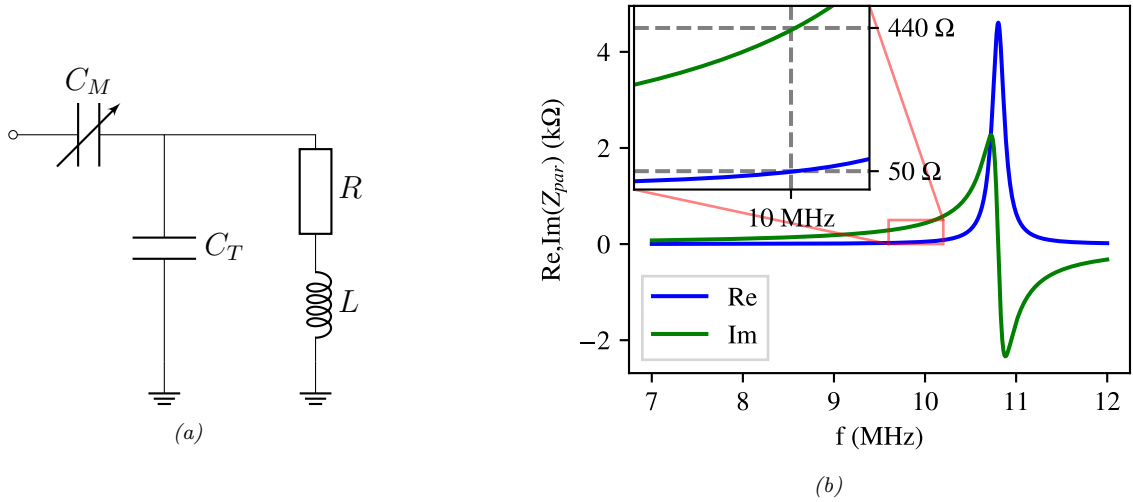 C_M
C_T
R
L
(a)
Re,Im(Z_par) (kΩ)
4
2
0
−2
440 Ω
50 Ω
10 MHz
Re
Im
7
8
9
10
11
12
f (MHz)
(b)